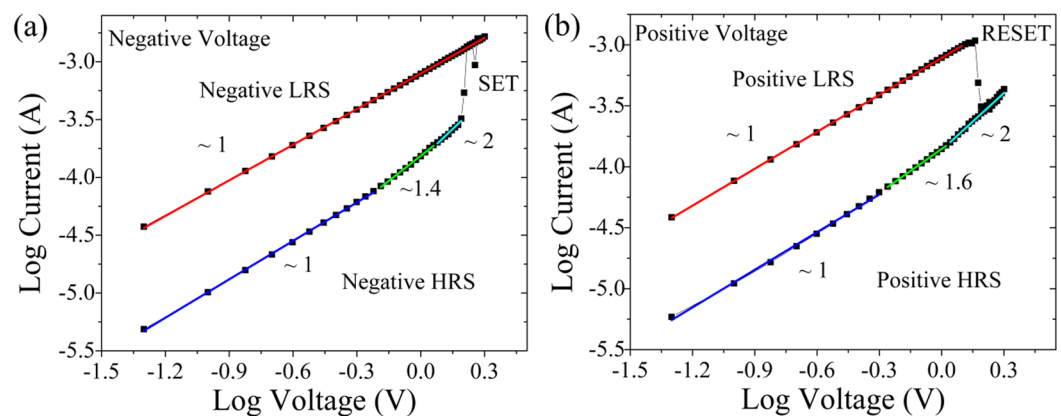 (a)
Negative Voltage
Negative LRS
SET
~ 1
~ 2
~1.4
~ 1
Negative HRS
Log Current (A)
-3.0
-3.5
-4.0
-4.5
-5.0
-5.5
-1.5 -1.2 -0.9 -0.6 -0.3 0.0 0.3
Log Voltage (V)
(b)
Positive Voltage
RESET
Positive LRS
~ 1
~ 2
~ 1.6
~ 1
Positive HRS
Log Current (A)
-3.0
-3.5
-4.0
-4.5
-5.0
-5.5
-1.5 -1.2 -0.9 -0.6 -0.3 0.0 0.3
Log Voltage (V)